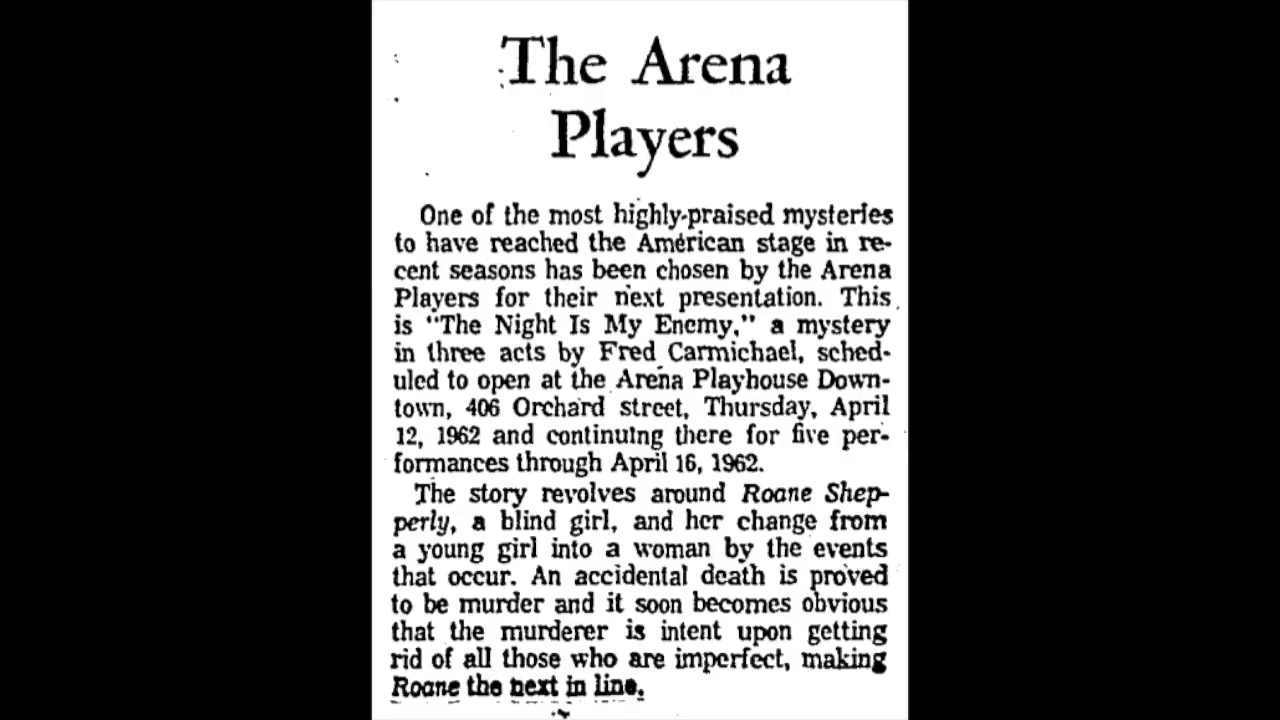 The Arena
Players
One of the most highly-praised mysteries
to have reached the American stage in re-
cent seasons has been chosen by the Arena
Players for their next presentation. This
is "The Night Is My Enemy," a mystery
in three acts by Fred Carmichael, sched-
uled to open at the Arena Playhouse Down-
town, 406 Orchard street, Thursday, April
12, 1962 and continuing there for five per-
formances through April 16, 1962.
The story revolves around Roane Shep-
perly, a blind girl, and her change from
a young girl into a woman by the events
that occur. An accidental death is proved
to be murder and it soon becomes obvious
that the murderer is intent upon getting
rid of all those who are imperfect, making
Roane the next in line.